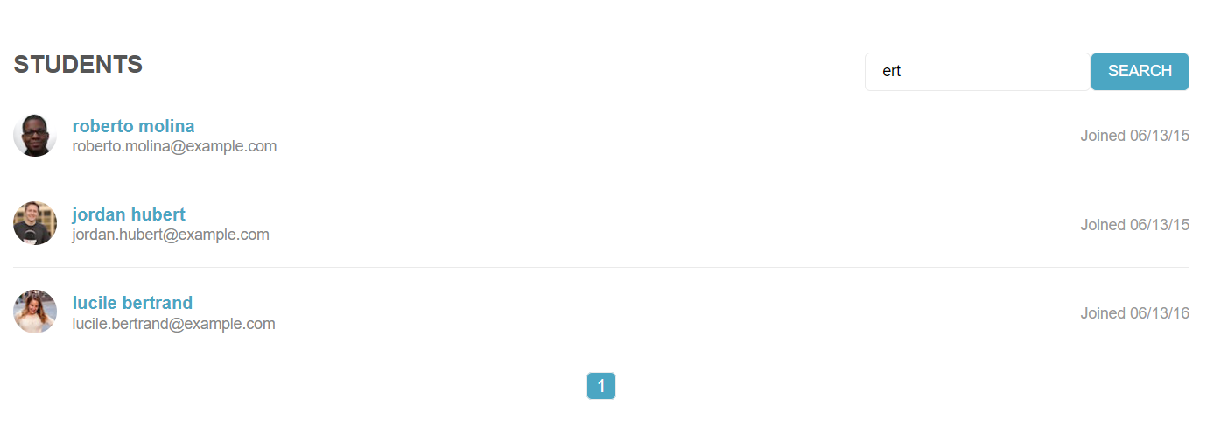 STUDENTS
ert
SEARCH
roberto molina
roberto.molina@example.com
Joined 06/13/15
jordan hubert
jordan.hubert@example.com
Joined 06/13/15
lucile bertrand
lucile.bertrand@example.com
Joined 06/13/16
1